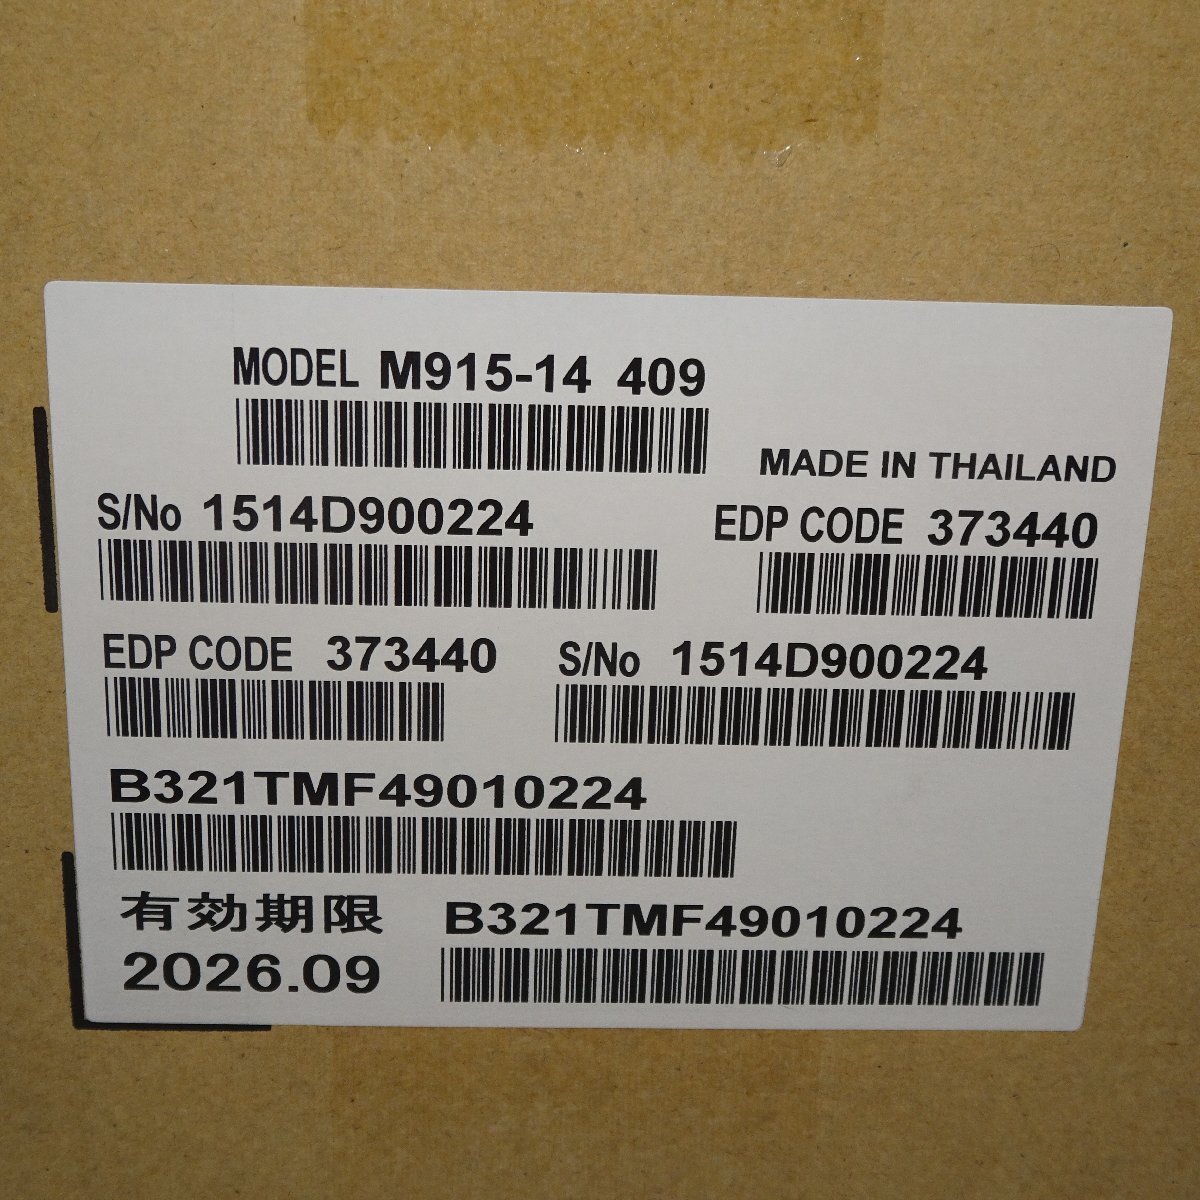 MODEL M915-14 409
MADE IN THAILAND
S/No 1514D900224
EDP CODE 373440
EDP CODE 373440
S/No 1514D900224
B321TMF49010224
有効期限
2026.09
B321TMF49010224